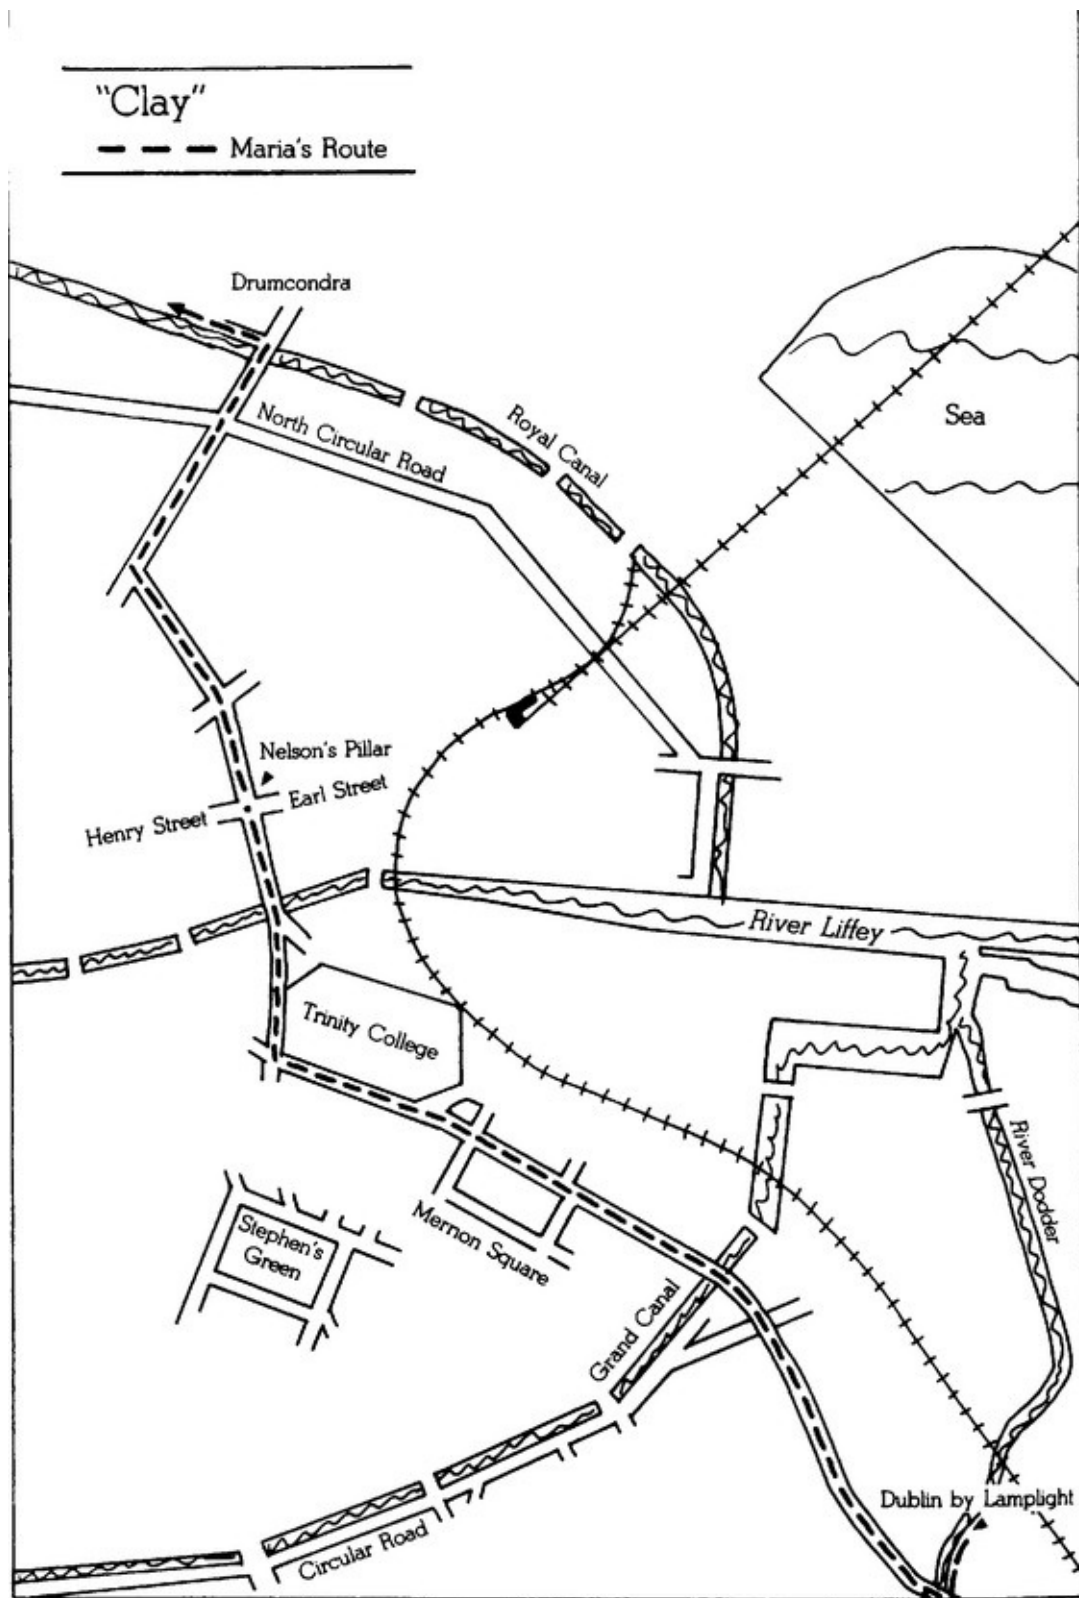 "Clay"
Maria's Route
Drumcondra
North Circular Road
Royal Canal
Sea
Nelson's Pillar
Henry Street
Earl Street
River Liffey
Trinity College
River Dodder
Stephen's
Green
Mernon Square
Grand Canal
Dublin by Lamplight
Circular Road